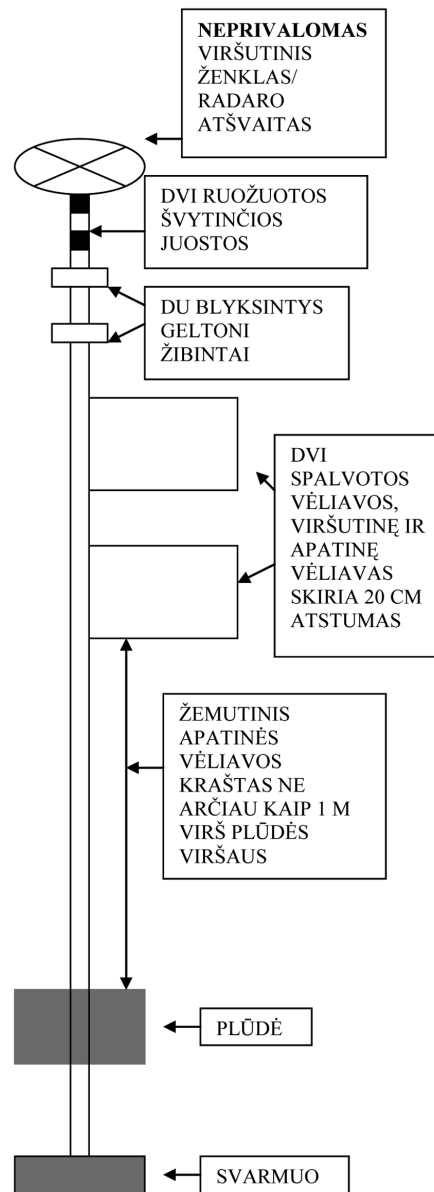 NEPRIVALOMAS
VIRŠUTINIS
ŽENKLAS/
RADARO
ATŠVAITAS
DVI RUOŽUOTOS
ŠVYTINČIOS
JUOSTOS
DU BLYKSINTYS
GELTONI
ŽIBINTAI
DVI
SPALVOTOS
VĖLIAVOS,
VIRŠUTINĘ IR
APATINĘ
VĖLIAVAS
SKIRIA 20 CM
ATSTUMAS
ŽEMUTINIS
APATINĖS
VĖLIAVOS
KRAŠTAS NE
ARČIAU KAIP 1 M
VIRŠ PLŪDĖS
VIRŠAUS
PLŪDĖ
SVARMUO